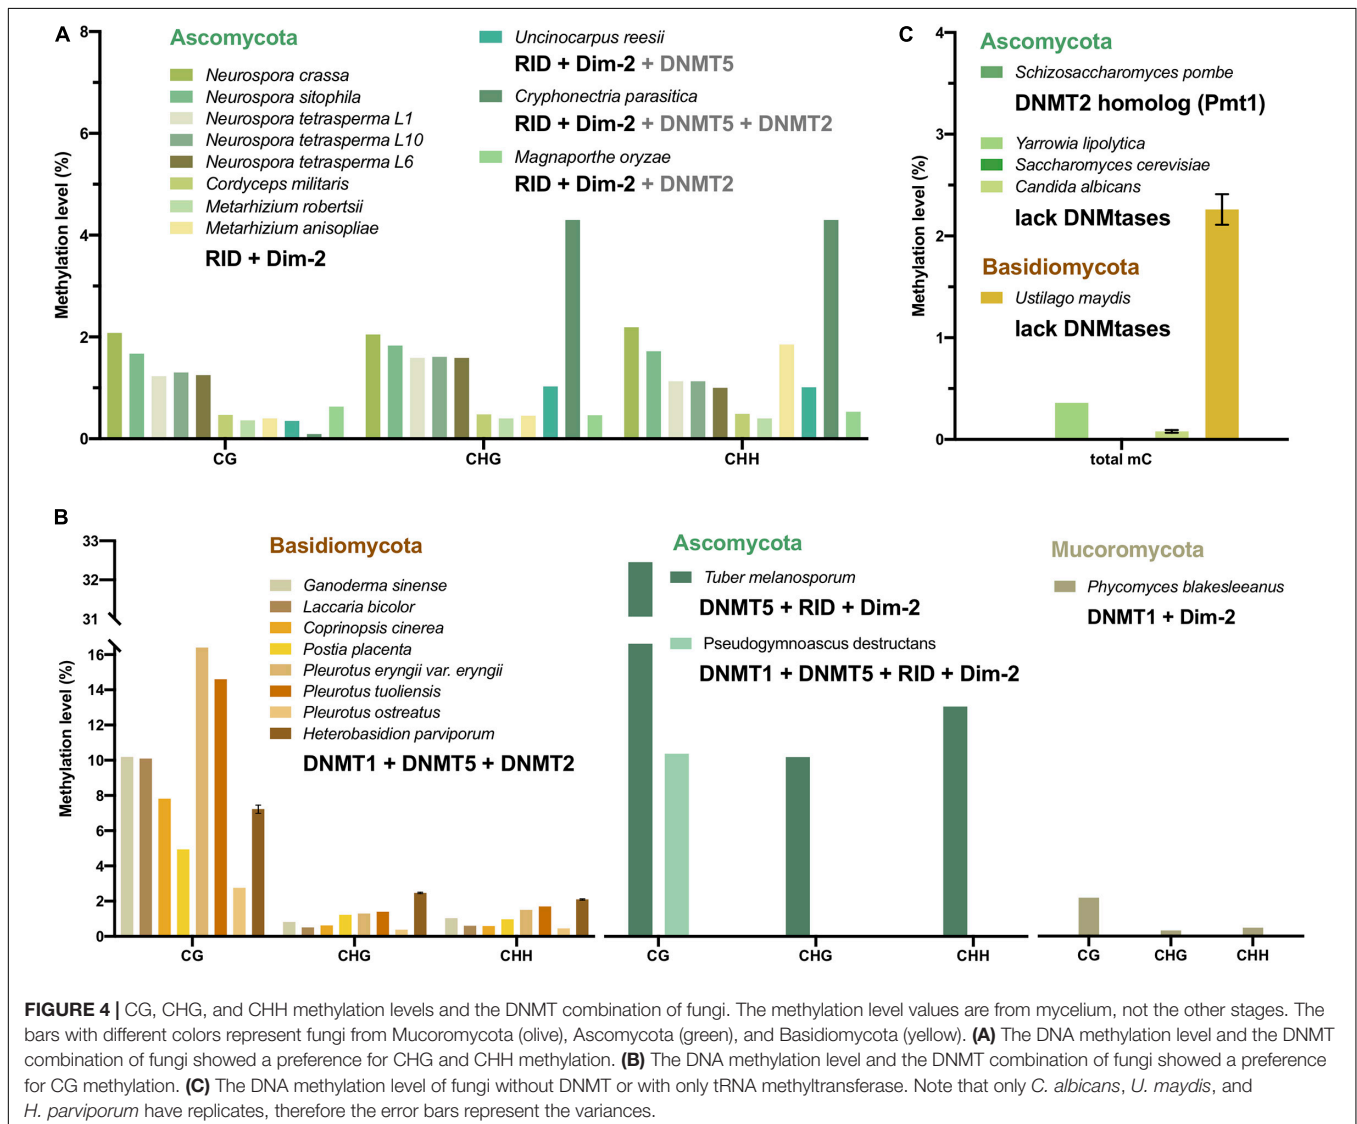 A
8
6
4
2
0
Methylation level (%)
Ascomycota
Neurospora crassa
Neurospora sitophila
Neurospora tetrasperma L1
Neurospora tetrasperma L10
Neurospora tetrasperma L6
Cordyceps militaris
Metarhizium robertsii
Metarhizium anisopliae
RID + Dim-2
Uncinocarpus reesii
RID + Dim-2 + DNMT5
Cryphonectria parasitica
RID + Dim-2 + DNMT5 + DNMT2
Magnaporthe oryzae
RID + Dim-2 + DNMT2
CG
CHG
CHH
C
4
3
2
1
0
Methylation level (%)
Ascomycota
Schizosaccharomyces pombe
DNMT2 homolog (Pmt1)
Yarrowia lipolytica
Saccharomyces cerevisiae
Candida albicans
lack DNMtases
Basidiomycota
Ustilago maydis
lack DNMtases
total mC
B
33
32
31
16
14
12
10
8
6
4
2
0
Methylation level (%)
Basidiomycota
Ganoderma sinense
Laccaria bicolor
Coprinopsis cinerea
Postia placenta
Pleurotus eryngii var. eryngii
Pleurotus tuoliensis
Pleurotus ostreatus
Heterobasidion parviporum
DNMT1 + DNMT5 + DNMT2
CG
CHG
CHH
Ascomycota
Tuber melanosporum
DNMT5 + RID + Dim-2
Pseudogymnoascus destructans
DNMT1 + DNMT5 + RID + Dim-2
CG
CHG
CHH
Mucoromycota
Phycomyces blakesleeanus
DNMT1 + Dim-2
CG
CHG
CHH
FIGURE 4 | CG, CHG, and CHH methylation levels and the DNMT combination of fungi. The methylation level values are from mycelium, not the other stages. The
bars with different colors represent fungi from Mucoromycota (olive), Ascomycota (green), and Basidiomycota (yellow). (A) The DNA methylation level and the DNMT
combination of fungi showed a preference for CHG and CHH methylation. (B) The DNA methylation level and the DNMT combination of fungi showed a preference
for CG methylation. (C) The DNA methylation level of fungi without DNMT or with only tRNA methyltransferase. Note that only C. albicans, U. maydis, and
H. parviporum have replicates, therefore the error bars represent the variances.